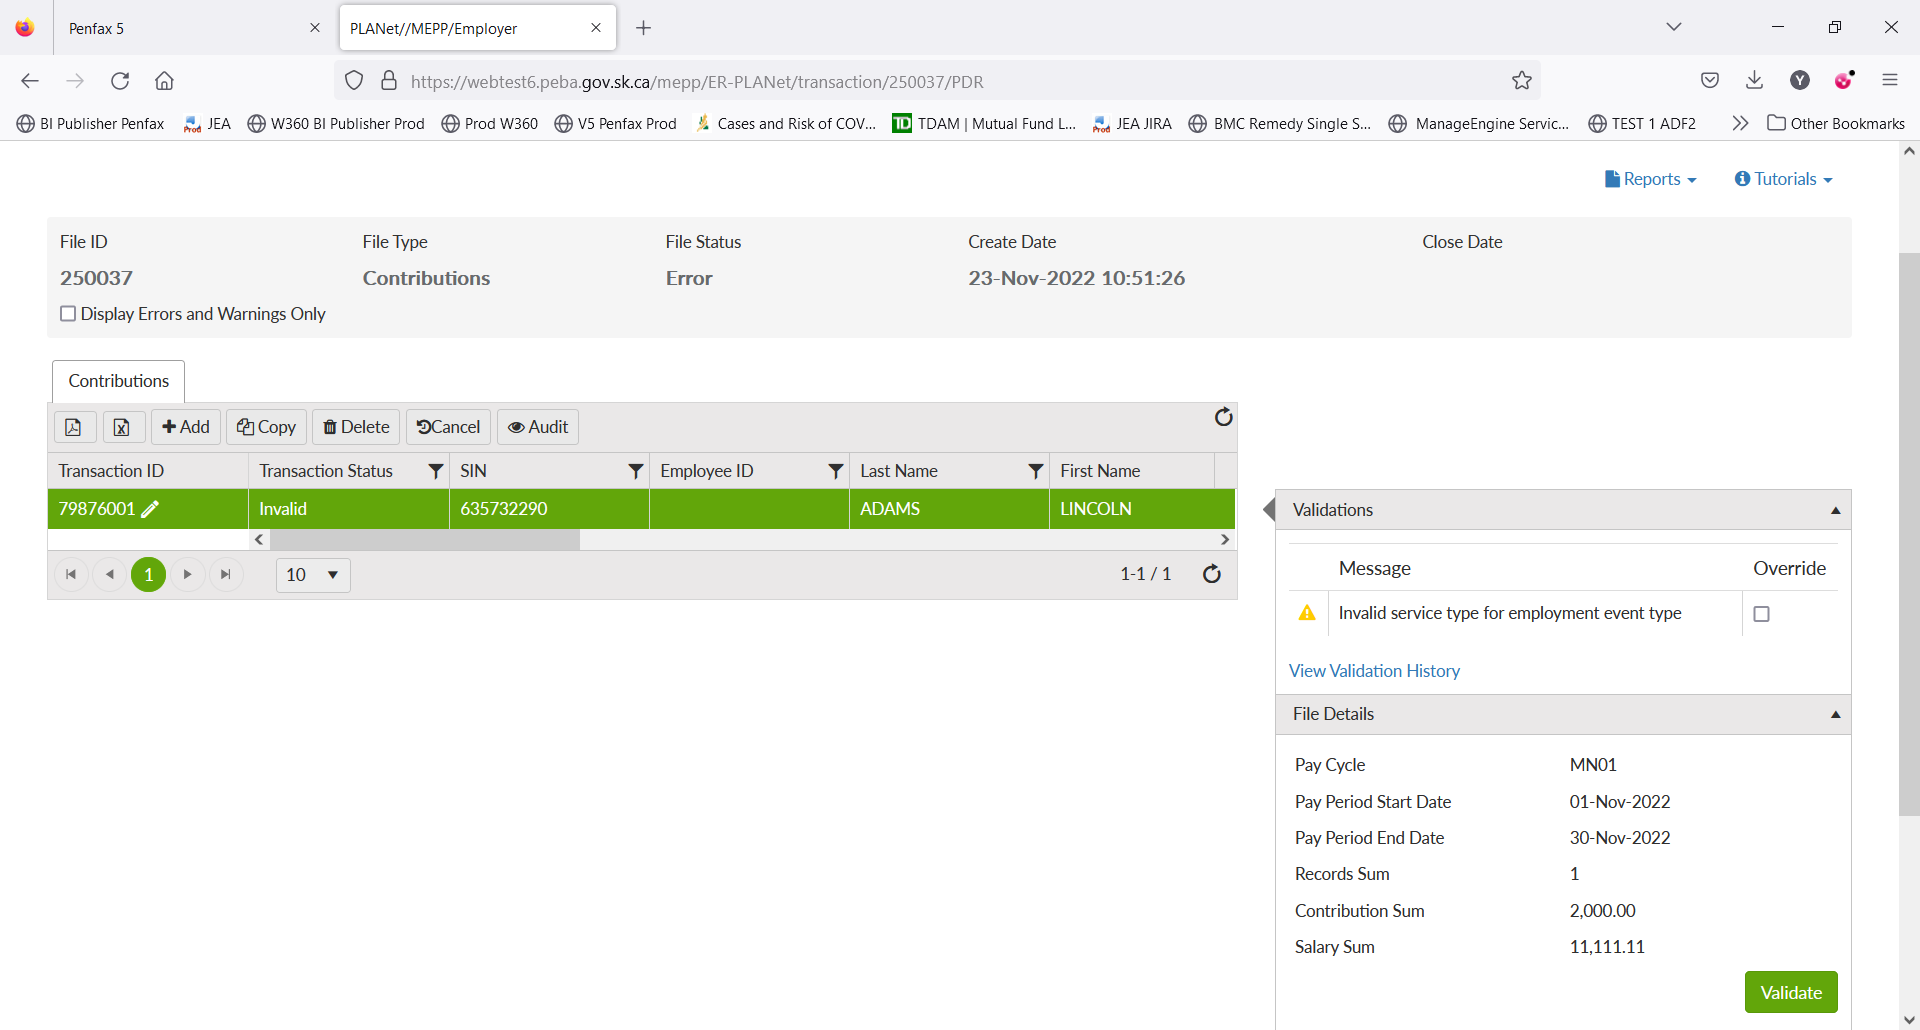 Penfax 5
PLANet//MEPP/Employer
https://webtest6.peba.gov.sk.ca/mepp/ER-PLANet/transaction/250037/PDR
Y
BI Publisher Penfax Prod JEA W360 BI Publisher Prod Prod W360 V5 Penfax Prod Cases and Risk of COV... TD TDAM | Mutual Fund L... Prod JEA JIRA BMC Remedy Single S... ManageEngine Servic... TEST 1 ADF2 Other Bookmarks
Reports Tutorials
File ID File Type File Status Create Date Close Date
250037 Contributions Error 23-Nov-2022 10:51:26
Display Errors and Warnings Only
Contributions
Add Copy Delete Cancel Audit
Transaction ID Transaction Status SIN Employee ID Last Name First Name
79876001 Invalid 635732290 ADAMS LINCOLN
1 10 1-1 / 1
Validations
Message Override
Invalid service type for employment event type
View Validation History
File Details
Pay Cycle MN01
Pay Period Start Date 01-Nov-2022
Pay Period End Date 30-Nov-2022
Records Sum 1
Contribution Sum 2,000.00
Salary Sum 11,111.11
Validate